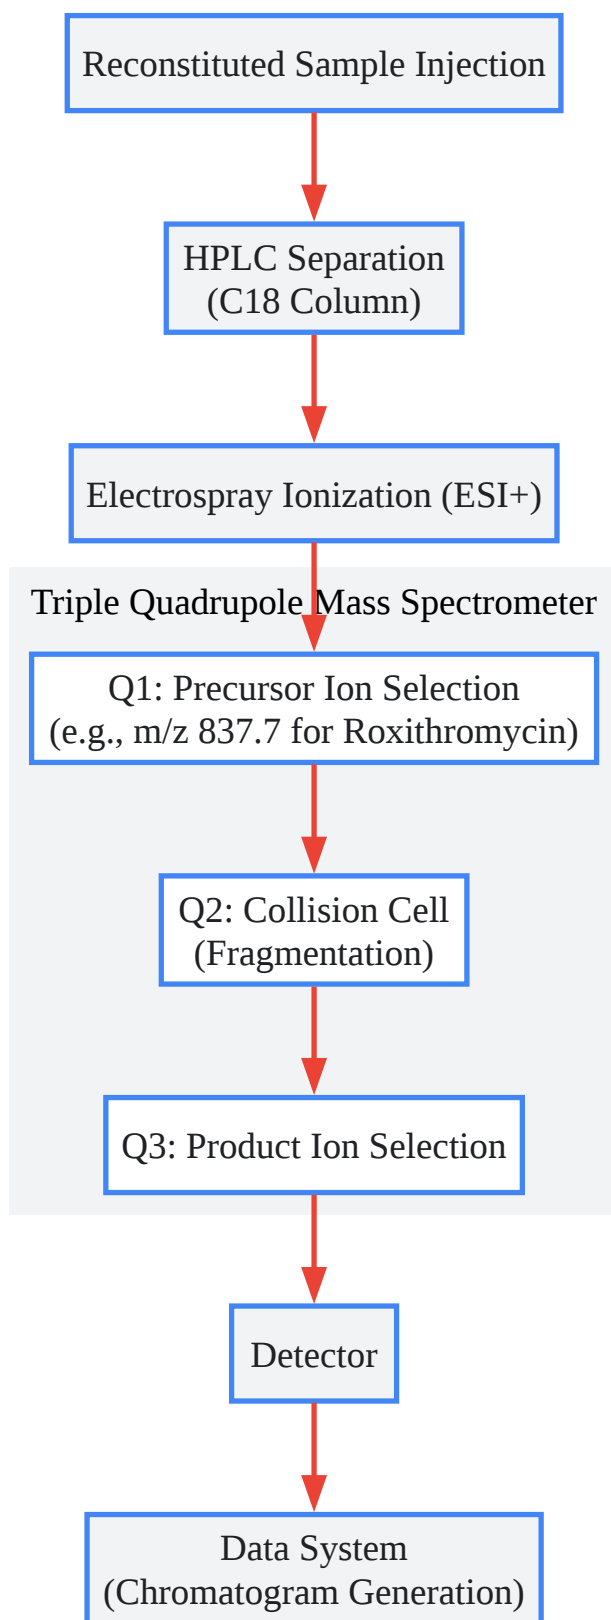 Reconstituted Sample Injection
HPLC Separation
(C18 Column)
Electrospray Ionization (ESI+)
Triple Quadrupole Mass Spectrometer
Q1: Precursor Ion Selection
(e.g., m/z 837.7 for Roxithromycin)
Q2: Collision Cell
(Fragmentation)
Q3: Product Ion Selection
Detector
Data System
(Chromatogram Generation)